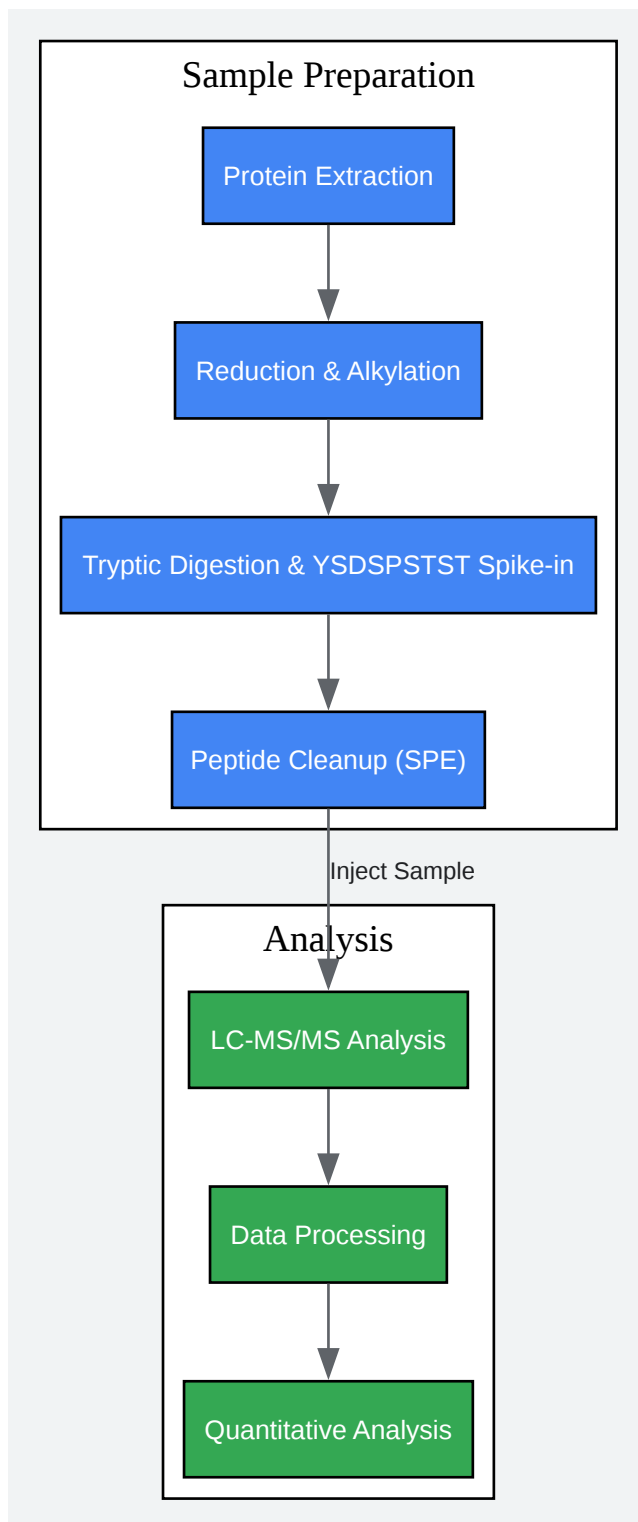 Sample Preparation
Protein Extraction
Reduction & Alkylation
Tryptic Digestion & YSDSPSTST Spike-in
Peptide Cleanup (SPE)
Inject Sample
Analysis
LC-MS/MS Analysis
Data Processing
Quantitative Analysis